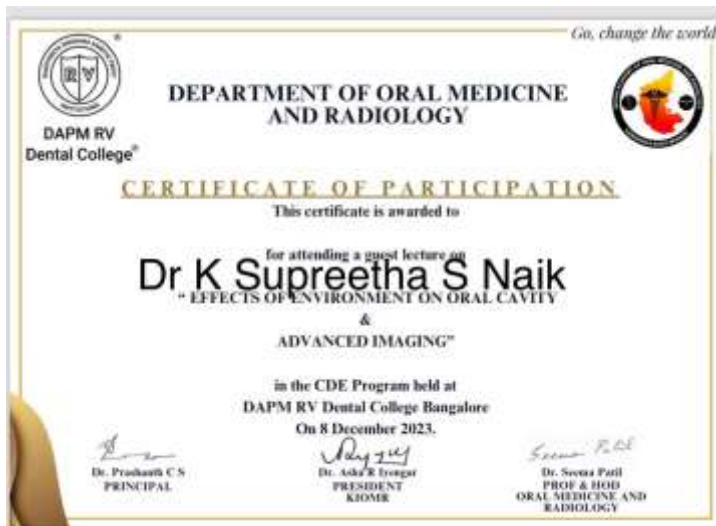 Go, change the world
RV
DAPM RV
Dental College®
DEPARTMENT OF ORAL MEDICINE
AND RADIOLOGY
CERTIFICATE OF PARTICIPATION
This certificate is awarded to
for attending a guest lecture on
Dr K Supreetha S Naik
“ EFFECTS OF ENVIRONMENT ON ORAL CAVITY
&
ADVANCED IMAGING”
in the CDE Program held at
DAPM RV Dental College Bangalore
On 8 December 2023.
Seema Patil
Dr. Prashanth C S
PRINCIPAL
Dr. Asha R Iyengar
PRESIDENT
KIOMR
Dr. Seema Patil
PROF & HOD
ORAL MEDICINE AND
RADIOLOGY